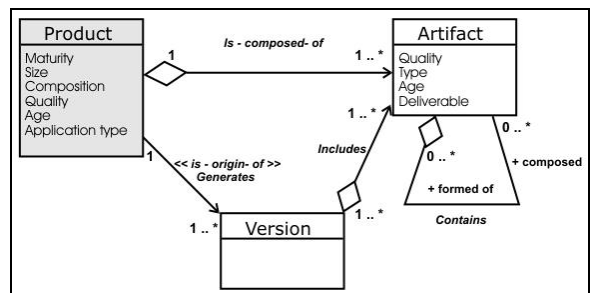 Product
Maturity
Size
Composition
Quality
Age
Application type
1
Is - composed- of
1 .. *
Artifact
Quality
Type
Age
Deliverable
1 .. *
Includes
1
<< is - origin- of >>
Generates
1 .. *
Version
1 .. *
0 .. *
0 .. *
+ composed
+ formed of
Contains